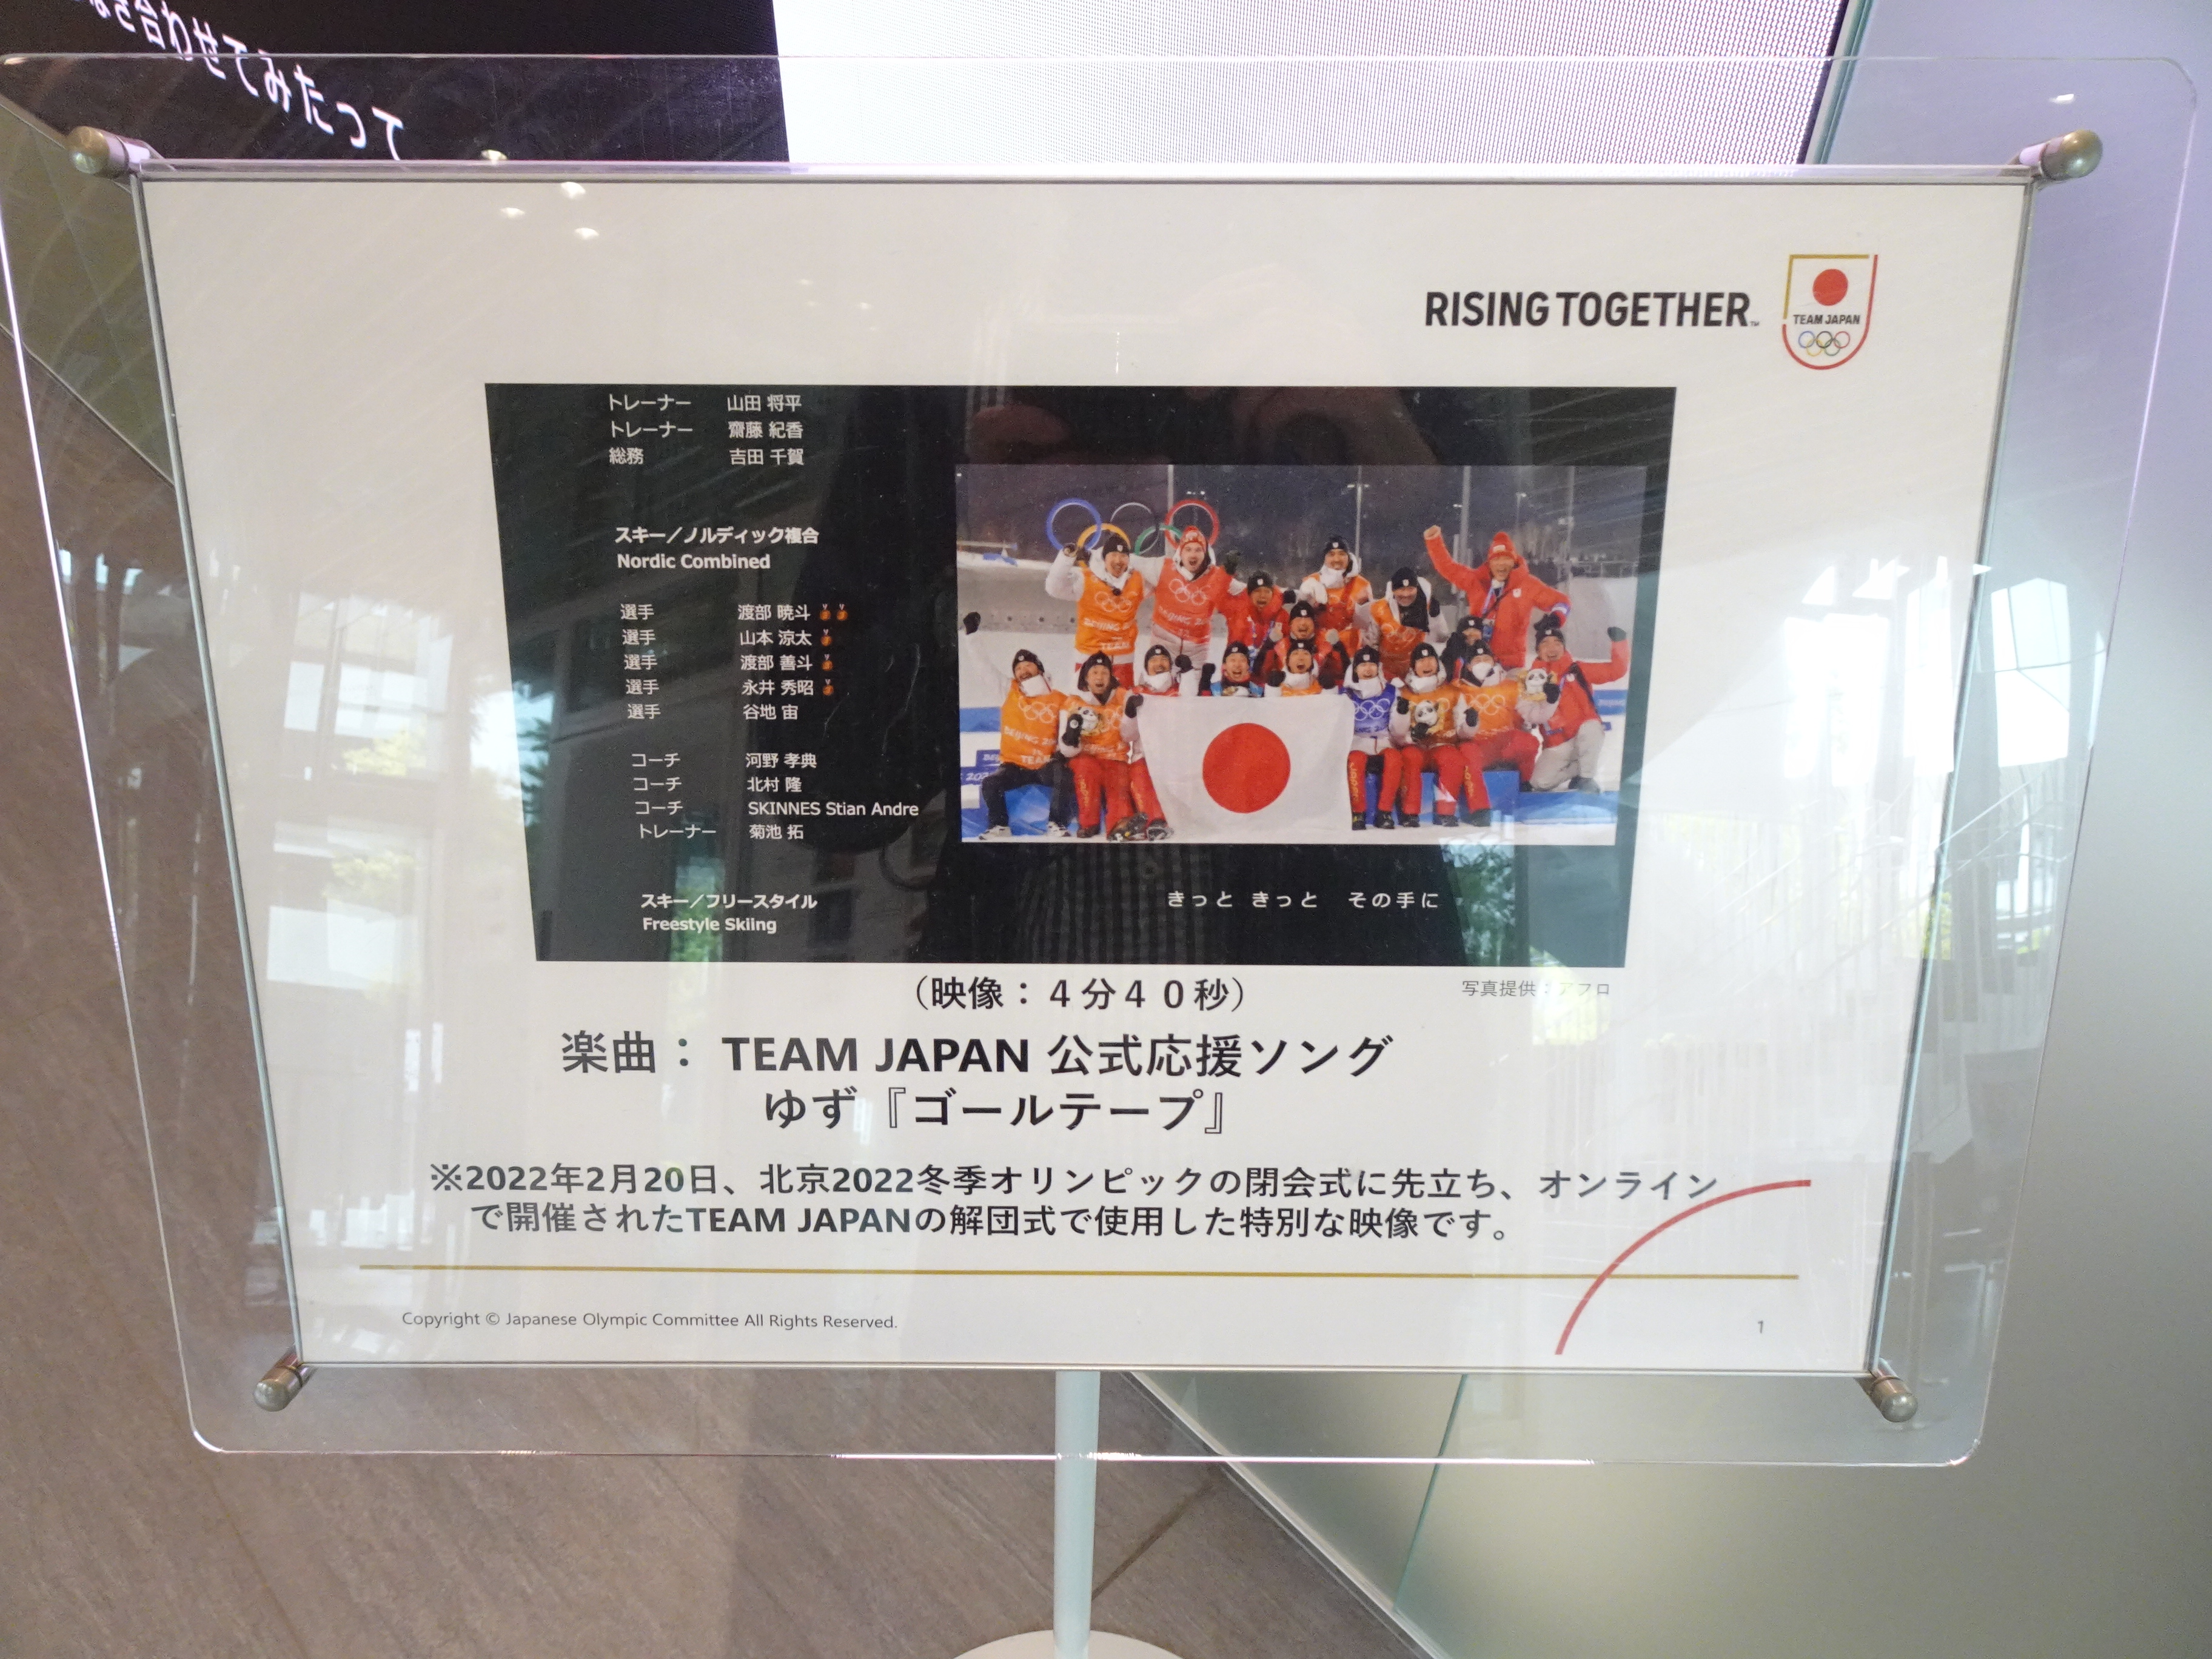 合わせてみたって
RISING TOGETHER™
TEAM JAPAN
トレーナー 山田 将平
トレーナー 齋藤 紀香
総務 吉田 千賀
スキー／ノルディック複合
Nordic Combined
選手 渡部 暁斗
選手 山本 涼太
選手 渡部 善斗
選手 永井 秀昭
選手 谷地 宙
コーチ 河野 孝典
コーチ 北村 隆
コーチ SKINNES Stian Andre
トレーナー 菊池 拓
スキー／フリースタイル
Freestyle Skiing
きっと きっと その手に
（映像：４分４０秒）
写真提供：アフロ
楽曲： TEAM JAPAN 公式応援ソング
ゆず『ゴールテープ』
※2022年2月20日、北京2022冬季オリンピックの閉会式に先立ち、オンライン
で開催されたTEAM JAPANの解団式で使用した特別な映像です。
Copyright © Japanese Olympic Committee All Rights Reserved.
1